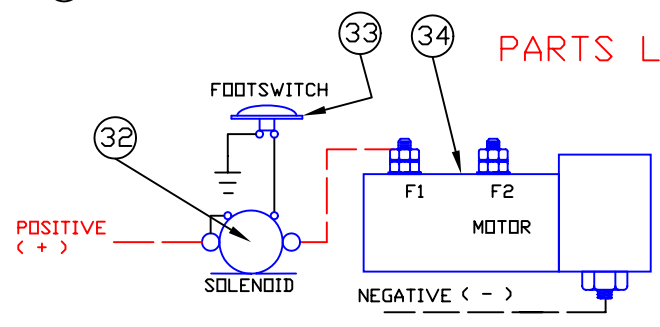 33
34
PARTS L
FOOTSWITCH
32
F1
F2
MOTOR
POSITIVE
( + )
SOLENOID
NEGATIVE ( - )